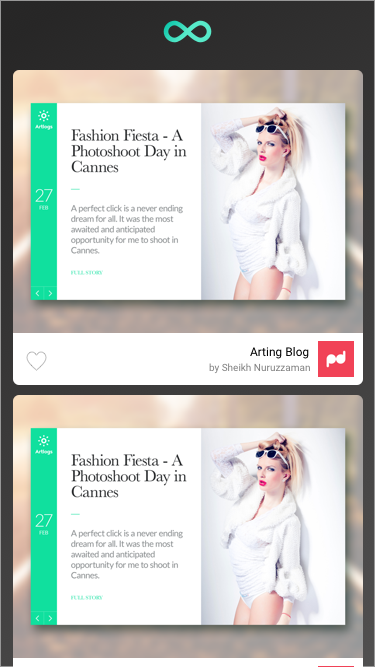 Artings
Fashion Fiesta - A
Photoshoot Day in
Cannes
27
FEB
A perfect click is a never ending
dream for all. It was the most
awaited and anticipated
opportunity for me to shoot in
Cannes.
FULL STORY
Arting Blog
by Sheikh Nuruzzaman
pd
Artings
Fashion Fiesta - A
Photoshoot Day in
Cannes
27
FEB
A perfect click is a never ending
dream for all. It was the most
awaited and anticipated
opportunity for me to shoot in
Cannes.
FULL STORY